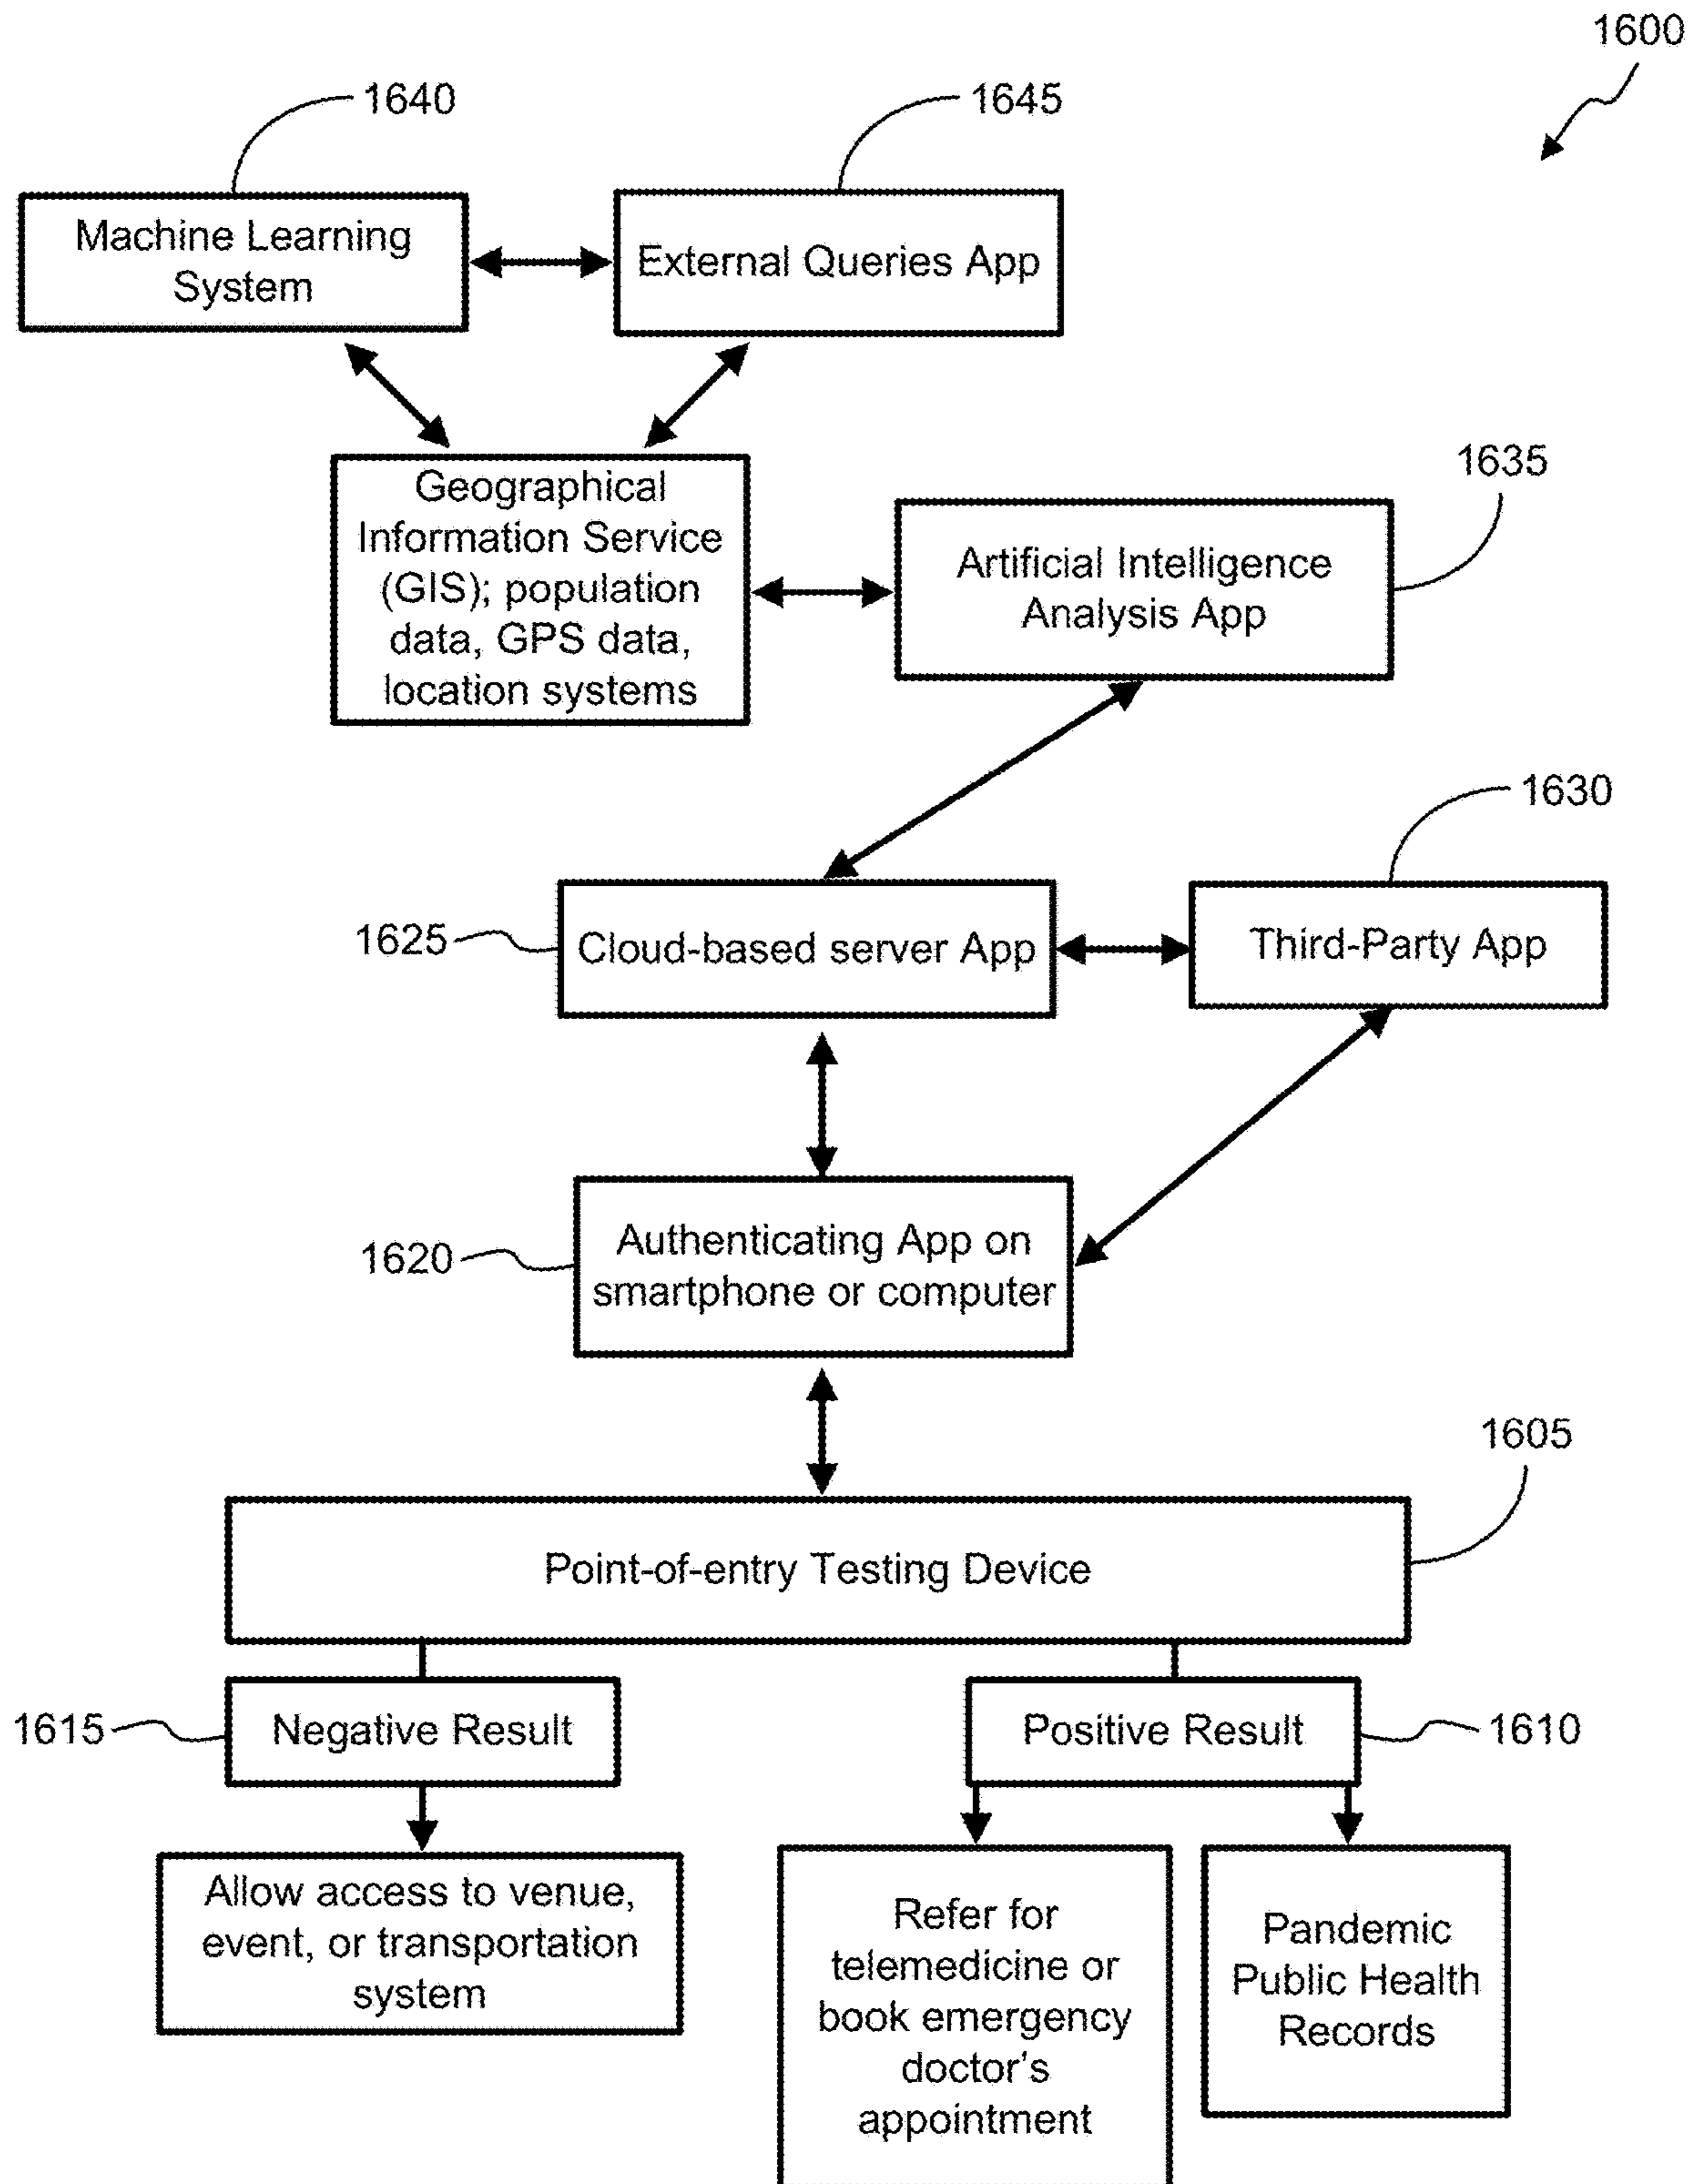 1600
1640
1645
Machine Learning
System
External Queries App
Geographical
Information Service
(GIS); population
data, GPS data,
location systems
1635
Artificial Intelligence
Analysis App
1630
1625
Cloud-based server App
Third-Party App
1620
Authenticating App on
smartphone or computer
1605
Point-of-entry Testing Device
1615
Negative Result
Positive Result
1610
Allow access to venue,
event, or transportation
system
Refer for
telemedicine or
book emergency
doctor's
appointment
Pandemic
Public Health
Records